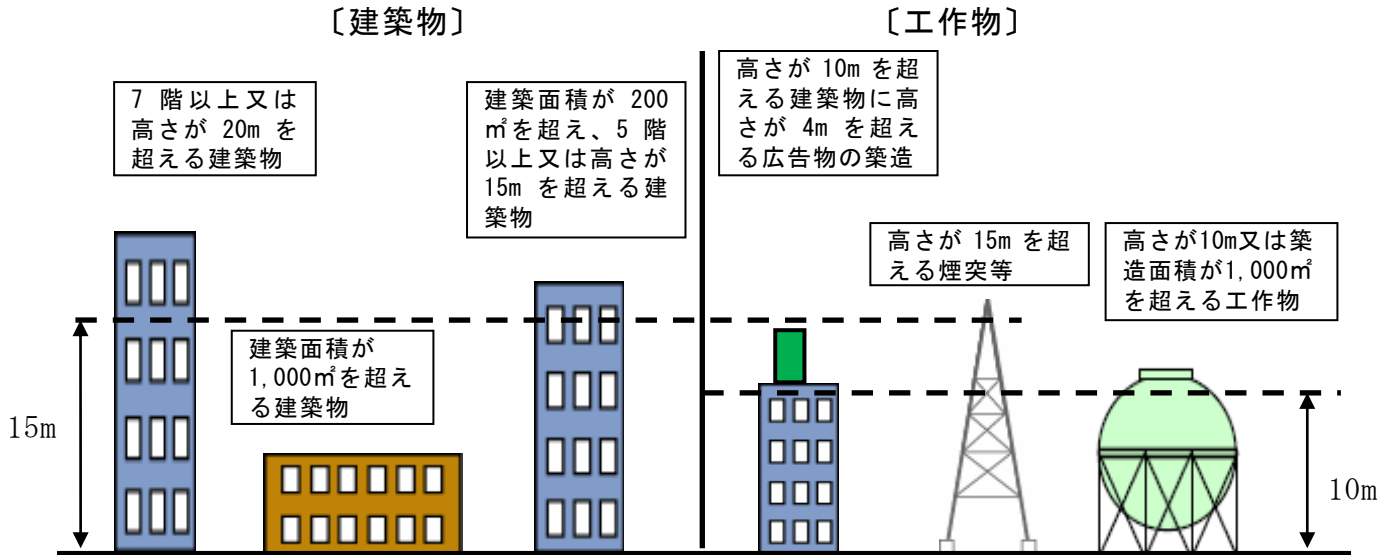 〔建築物〕
〔工作物〕
7 階以上又は
高さが 20m を
超える建築物
建築面積が 200
㎡を超え、5 階
以上又は高さが
15m を超える建
築物
高さが 10m を超
える建築物に高
さが 4m を超え
る広告物の築造
高さが 15m を超
える煙突等
高さが10m又は築
造面積が1,000㎡
を超える工作物
建築面積が
1,000㎡を超え
る建築物
15m
10m